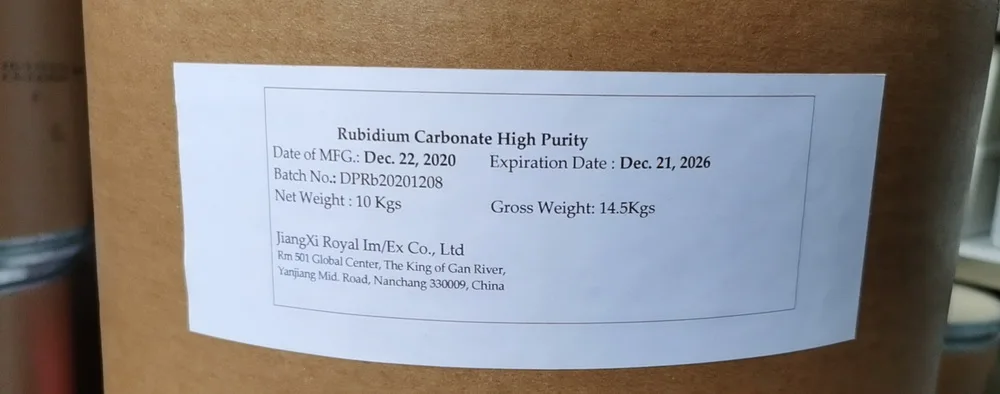 Rubidium Carbonate High Purity
Date of MFG.: Dec. 22, 2020 Expiration Date : Dec. 21, 2026
Batch No.: DPRb20201208
Net Weight : 10 Kgs Gross Weight: 14.5Kgs
JiangXi Royal Im/Ex Co., Ltd
Rm 501 Global Center, The King of Gan River,
Yanjiang Mid. Road, Nanchang 330009, China